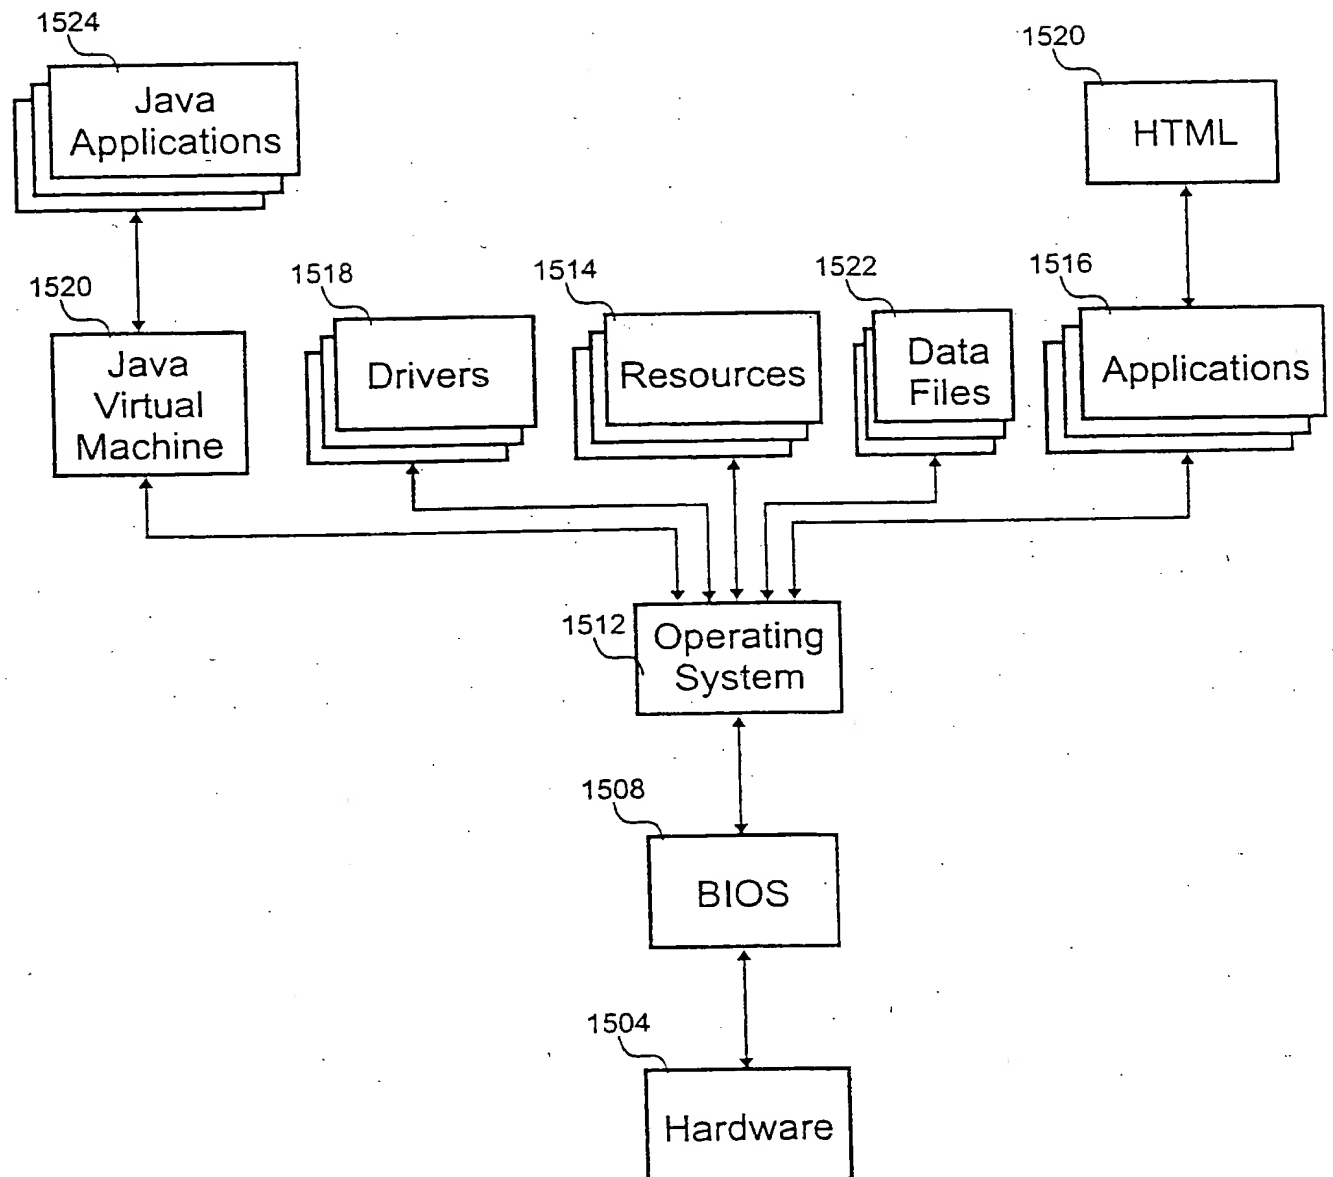 1524
Java
Applications
1520
HTML
1520
Java
Virtual
Machine
1518
Drivers
1514
Resources
1522
Data
Files
1516
Applications
1512
Operating
System
1508
BIOS
1504
Hardware